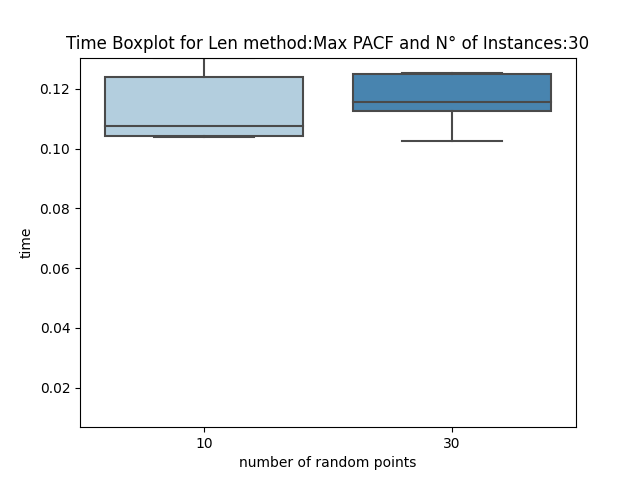 Time Boxplot for Len method:Max PACF and N° of Instances:30
0.12
0.10
0.08
0.06
0.04
0.02
time
10
30
number of random points